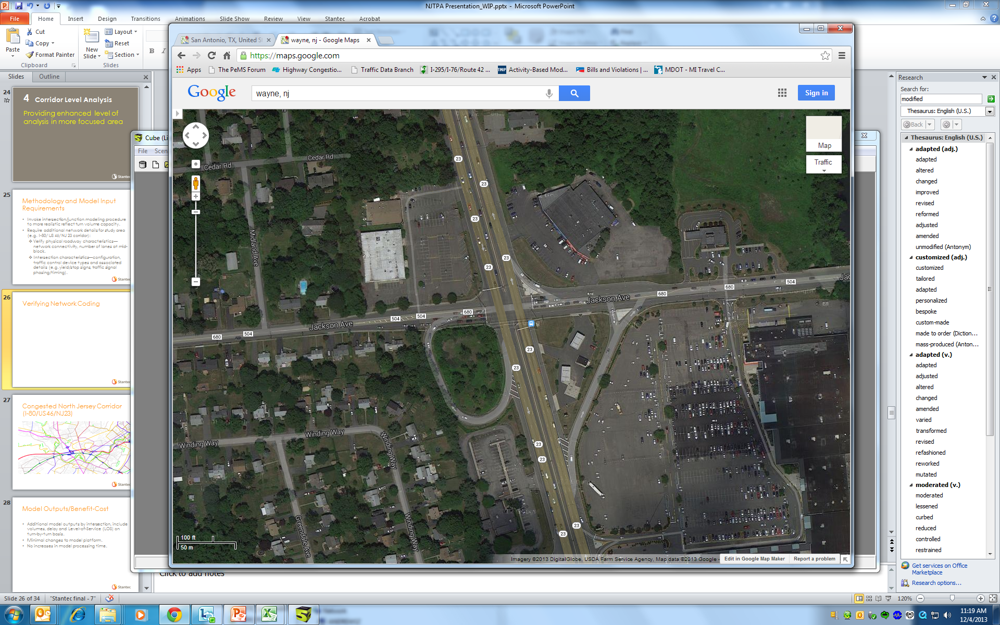 NJTPA Presentation_WIP.pptx - Microsoft PowerPoint
File Home Insert Design Transitions Animations Slide Show Review View Stantec Acrobat
Paste
Cut
Copy
Format Painter
Clipboard
New Slide
Layout
Reset
Section
Slides
B I
Slides Outline
24
4 Corridor Level Analysis
Providing enhanced level of
analysis in more focused area
Stantec
25
Methodology and Model Input
Requirements
• Invoke intersection/junction modeling procedure
to more realistic reflect turn volume capacity.
• Require additional network details for study area
(e.g. I-80/ US 46/ NJ 23 corridor):
Verify physical roadway characteristics—
network connectivity, number of lanes at mid-
block.
Intersection characteristics—configuration,
traffic control device types and associated
details (e.g. yield/stop signs, traffic signal
phasing/timing).
Stantec
26
Verifying Network Coding
Stantec
27
Congested North Jersey Corridor
(I-80/US46/NJ23)
Stantec
28
Model Outputs/Benefit-Cost
• Additional model outputs by intersection, include
volumes, delay and Level-of-Service (LOS) on
turn-by-turn basis.
• Minimal changes to model platform.
• No increases in model processing time.
Stantec
Cube (Li
File Scen
San Antonio, TX, United S
wayne, nj - Google Maps
https://maps.google.com
Apps The PeMS Forum Highway Congestio... Traffic Data Branch I-295/I-76/Route 42 ... TMIP Activity-Based Mod... Bills and Violations | ... MDOT - MI Travel C...
Google
wayne, nj
Sign in
Map
Traffic
Cedar Rd
Cedar Rd
23
23
23
23
23
Midland Ave
504
680
680
Jac
Jackson Ave
680
504
504
Jackson Ave
504
680
23
23
Winding Way
Winding Way
Winding Way
23
23
Winding Way
Greendale Ave
23
23
100 ft
50 m
Imagery ©2013 DigitalGlobe, USDA Farm Service Agency, Map data ©2013 Google -
Edit in Google Map Maker
Report a problem
Click to add notes
Research
Search for:
modified
Thesaurus: English (U.S.)
Back
Thesaurus: English (U.S.)
adapted (adj.)
adapted
altered
changed
improved
revised
reformed
adjusted
amended
unmodified (Antonym)
customized (adj.)
customized
tailored
adapted
personalized
bespoke
custom-made
made to order (Diction...
mass-produced (Anton...
adapted (v.)
adapted
adjusted
altered
changed
amended
varied
transformed
revised
refashioned
reworked
mutated
moderated (v.)
moderated
lessened
curbed
reduced
controlled
restrained
Get services on Office
Marketplace
Research options...
Slide 26 of 34
"Stantec final - 7"
120%
11:19 AM
12/4/2013